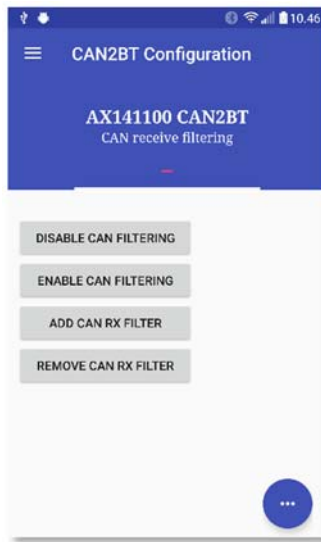 10.46
CAN2BT Configuration
AX141100 CAN2BT
CAN receive filtering
DISABLE CAN FILTERING
ENABLE CAN FILTERING
ADD CAN RX FILTER
REMOVE CAN RX FILTER